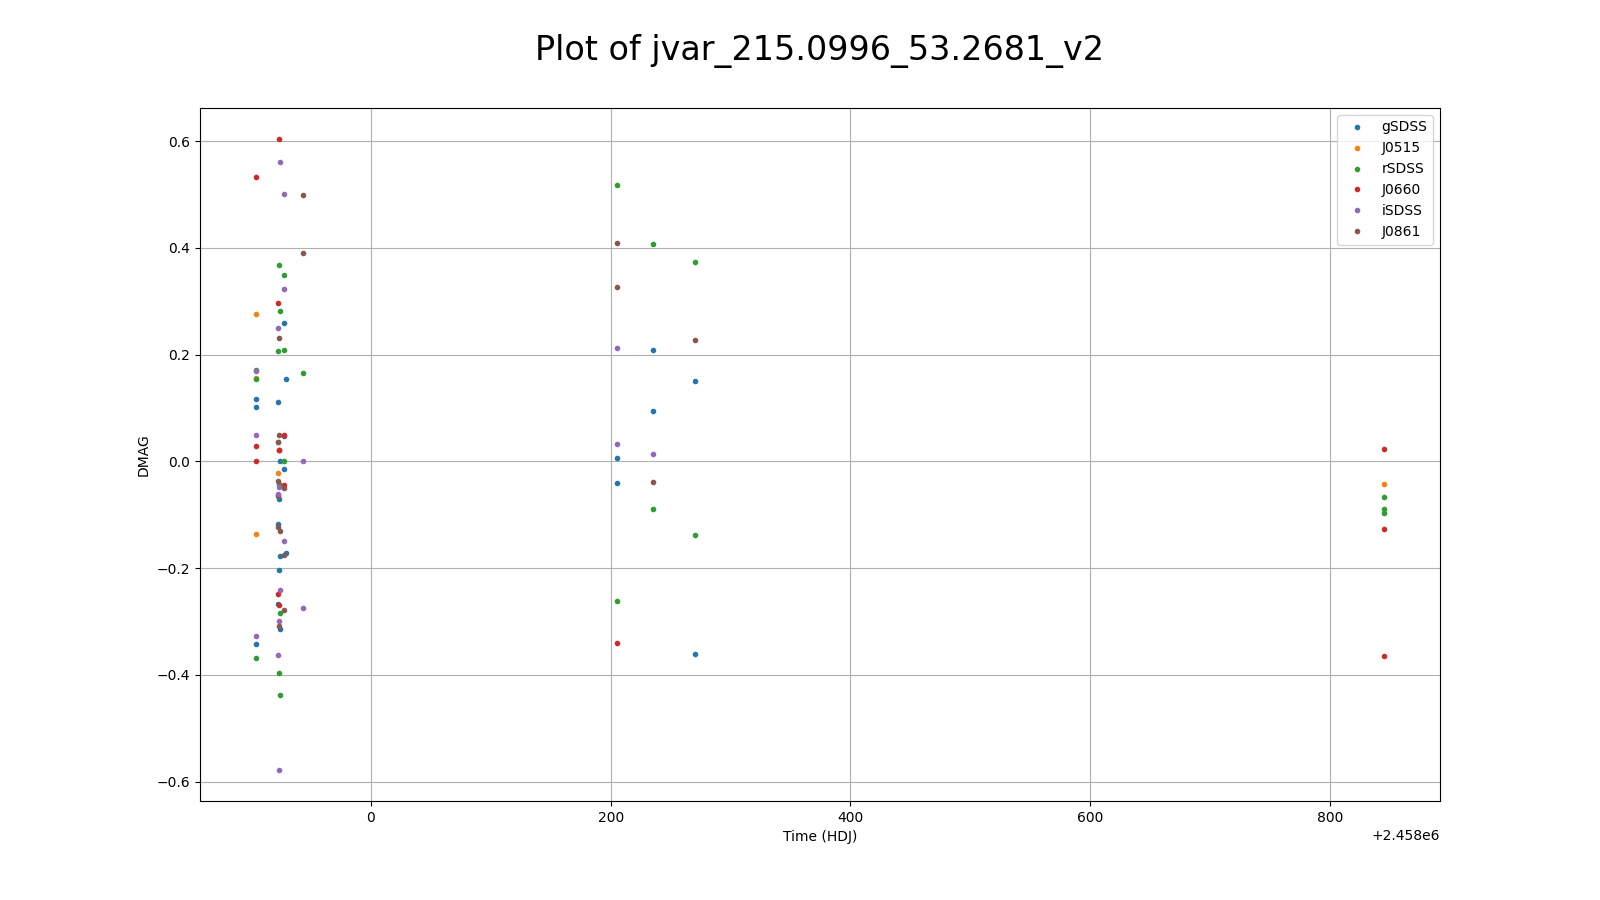 Plot of jvar_215.0996_53.2681_v2
gSDSS
J0515
rSDSS
J0660
iSDSS
J0861
0.6
0.4
0.2
0.0
−0.2
−0.4
−0.6
DMAG
0 200 400 600 800
+2.458e6
Time (HDJ)